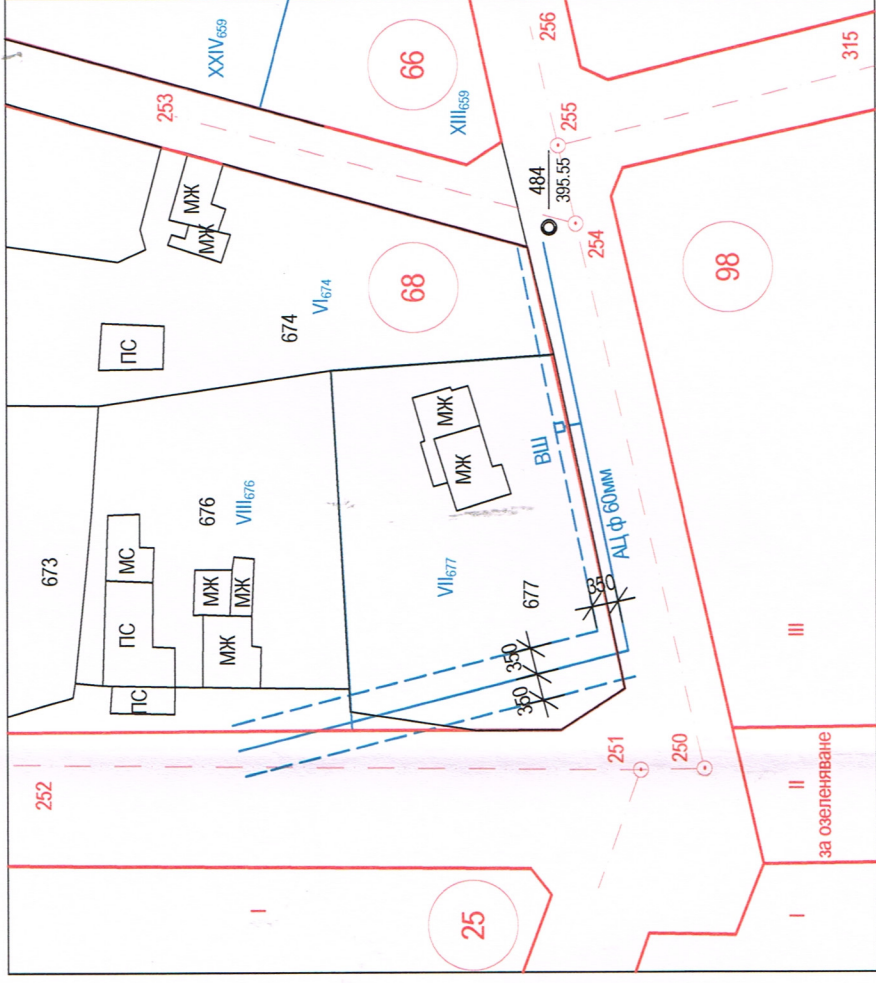 XXIV659
256
253
66
315
XIII659
255
МЖ
МЖ
484
395.55
254
98
VI674
68
674
ПС
МЖ
МЖ
ВШ
676
VIII676
673
МС
МЖ
МЖ
ПС
МЖ
ПС
VII677
677
АЦ ф 60мм
350
350
350
III
252
251
250
II
за озеленяване
I
25
I